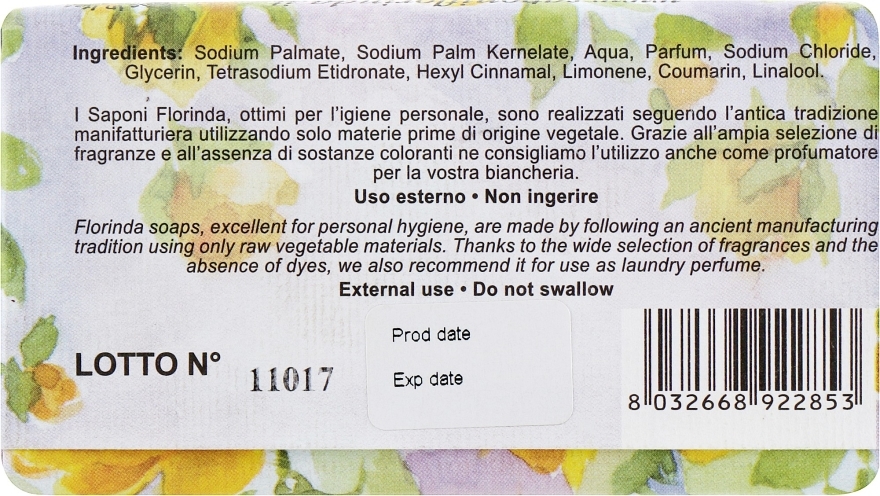 Ingredients: Sodium Palmate, Sodium Palm Kernelate, Aqua, Parfum, Sodium Chloride,
Glycerin, Tetrasodium Etidronate, Hexyl Cinnamal, Limonene, Coumarin, Linalool.
I Saponi Florinda, ottimi per l'igiene personale, sono realizzati seguendo l'antica tradizione
manifatturiera utilizzando solo materie prime di origine vegetale. Grazie all'ampia selezione di
fragranze e all'assenza di sostanze coloranti ne consigliamo l'utilizzo anche come profumatore
per la vostra biancheria.
Uso esterno • Non ingerire
Florinda soaps, excellent for personal hygiene, are made by following an ancient manufacturing
tradition using only raw vegetable materials. Thanks to the wide selection of fragrances and the
absence of dyes, we also recommend it for use as laundry perfume.
External use • Do not swallow
Prod date
LOTTO N° 11017
Exp date
8 032668 922853